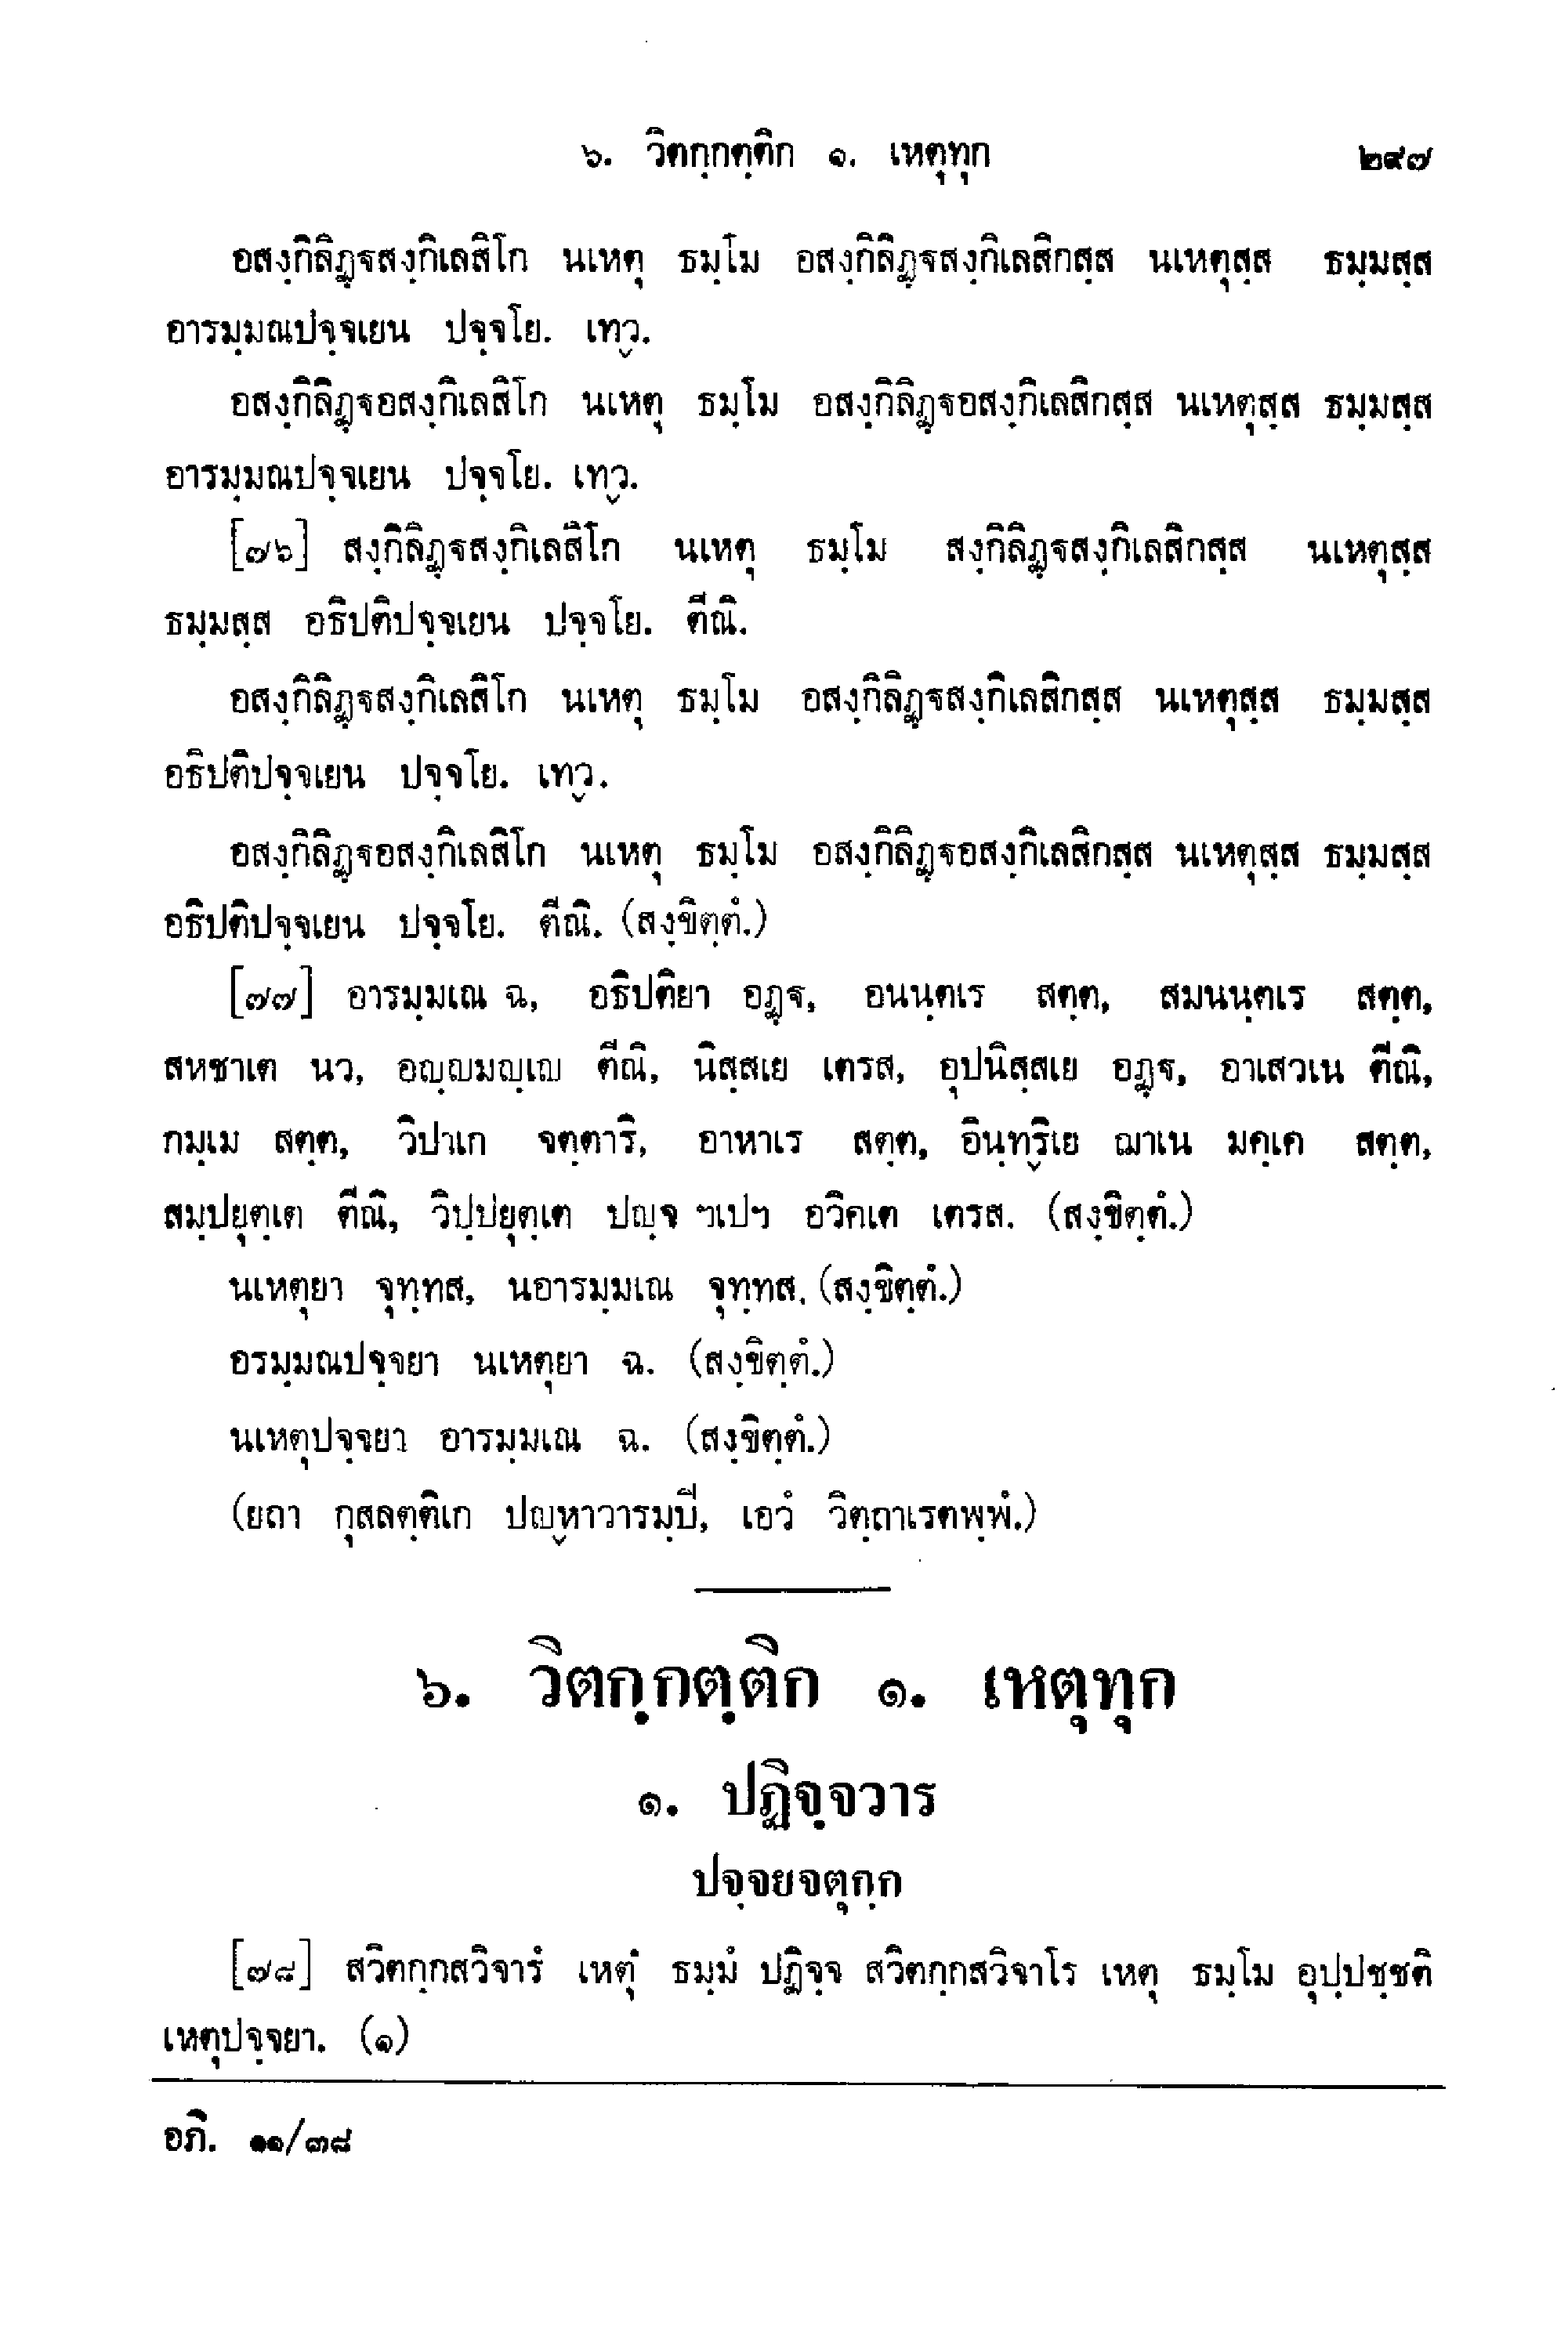 ๖. วิตกฺกตฺติก ๑. เหตุทุก ๒๙๗
อสงฺกิลิฏฺฐสงฺกิเลสิโก นเหตุ ธมฺโม อสงฺกิลิฏฺฐสงฺกิเลสิกสฺส นเหตุสฺส ธมฺมสฺส
อารมฺมณปจฺจเยน ปจฺจโย. เทฺว.
อสงฺกิลิฏฺฐอสงฺกิเลสิโก นเหตุ ธมฺโม อสงฺกิลิฏฺฐอสงฺกิเลสิกสฺส นเหตุสฺส ธมฺมสฺส
อารมฺมณปจฺจเยน ปจฺจโย. เทฺว.
[๗๖] สงฺกิลิฏฺฐสงฺกิเลสิโก นเหตุ ธมฺโม สงฺกิลิฏฺฐสงฺกิเลสิกสฺส นเหตุสฺส
ธมฺมสฺส อธิปติปจฺจเยน ปจฺจโย. ตีณิ.
อสงฺกิลิฏฺฐสงฺกิเลสิโก นเหตุ ธมฺโม อสงฺกิลิฏฺฐสงฺกิเลสิกสฺส นเหตุสฺส ธมฺมสฺส
อธิปติปจฺจเยน ปจฺจโย. เทฺว.
อสงฺกิลิฏฺฐอสงฺกิเลสิโก นเหตุ ธมฺโม อสงฺกิลิฏฺฐอสงฺกิเลสิกสฺส นเหตุสฺส ธมฺมสฺส
อธิปติปจฺจเยน ปจฺจโย. ตีณิ. (สงฺขิตฺตํ.)
[๗๗] อารมฺมเณ ฉ, อธิปติยา อฏฺฐ, อนนฺตเร สตฺต, สมนนฺตเร สตฺต,
สหชาเต นว, อญฺญมญฺเญ ตีณิ, นิสฺสเย เตรส, อุปนิสฺสเย อฏฺฐ, อาเสวเน ตีณิ,
กมฺเม สตฺต, วิปาเก จตฺตาริ, อาหาเร สตฺต, อินฺทฺริเย ฌาเน มคฺเค สตฺต,
สมฺปยุตฺเต ตีณิ, วิปฺปยุตฺเต ปญฺจ ฯเปฯ อวิคเต เตรส. (สงฺขิตฺตํ.)
นเหตุยา จุทฺทส, นอารมฺมเณ จุทฺทส. (สงฺขิตฺตํ.)
อรมฺมณปจฺจยา นเหตุยา ฉ. (สงฺขิตฺตํ.)
นเหตุปจฺจยา อารมฺมเณ ฉ. (สงฺขิตฺตํ.)
(ยถา กุสลตฺติเก ปญฺหาวารมฺปิ, เอวํ วิตฺถาเรตพฺพํ.)
๖. วิตกฺกตฺติก ๑. เหตุทุก
๑. ปฏิจฺจวาร
ปจฺจยจตุกฺก
[๗๘] สวิตกฺกสวิจารํ เหตุํ ธมฺมํ ปฏิจฺจ สวิตกฺกสวิจาโร เหตุ ธมฺโม อุปฺปชฺชติ
เหตุปจฺจยา. (๑)
อภิ. ๑๑/๓๘